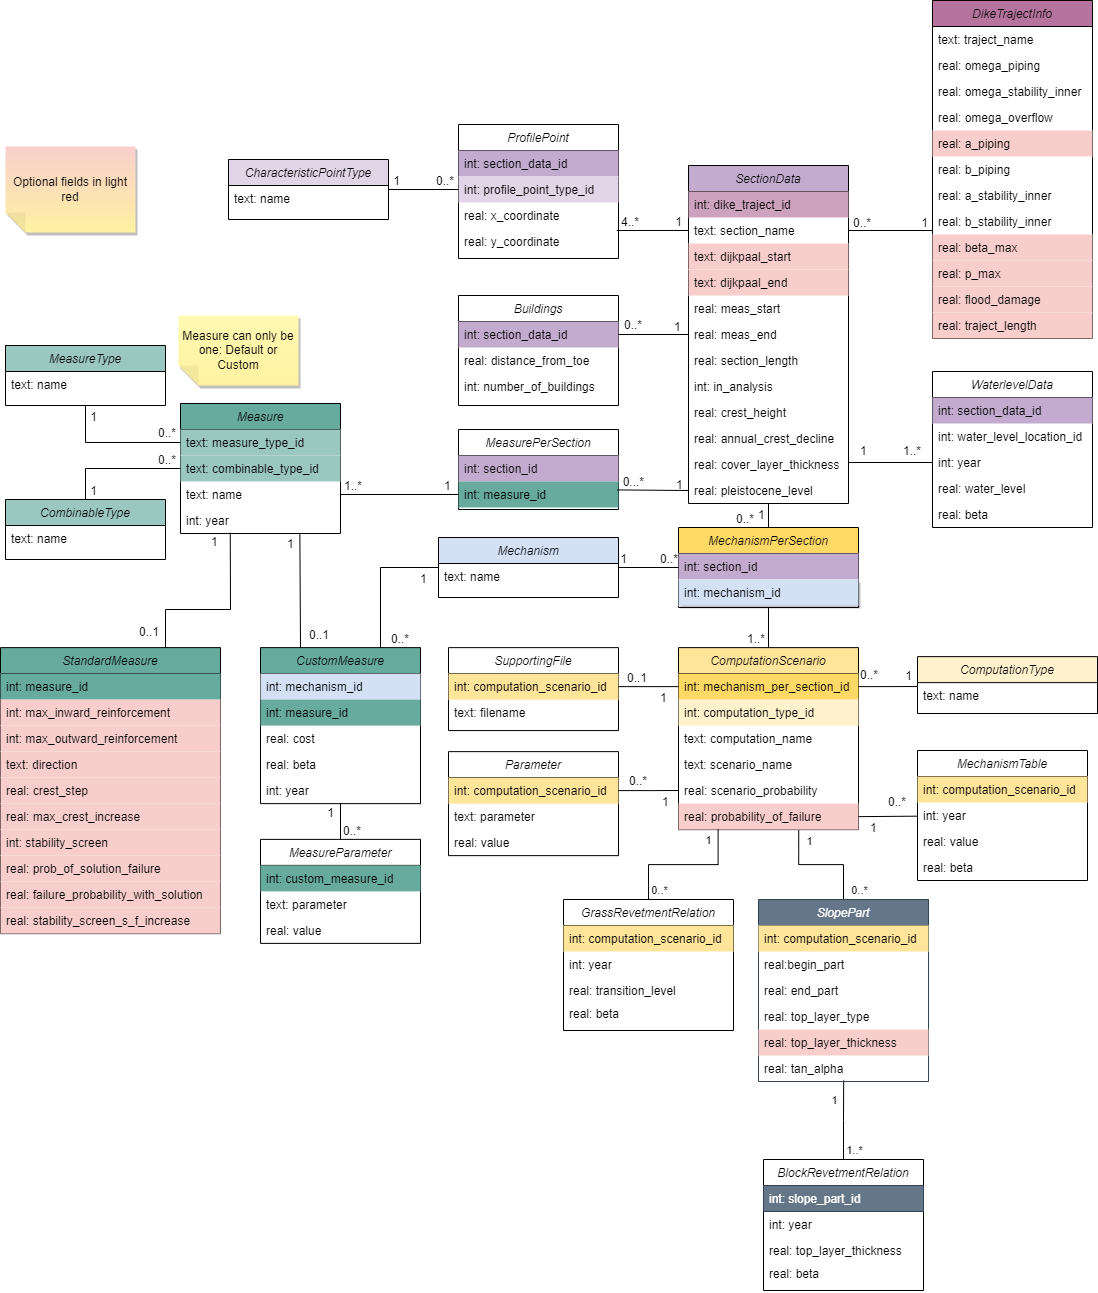 DikeTrajectInfo
text: traject_name
real: omega_piping
real: omega_stability_inner
real: omega_overflow
real: a_piping
real: b_piping
real: a_stability_inner
real: b_stability_inner
real: beta_max
real: p_max
real: flood_damage
real: traject_length
Optional fields in light
red
CharacteristicPointType
text: name
1
0..*
ProfilePoint
int: section_data_id
int: profile_point_type_id
real: x_coordinate
real: y_coordinate
4..*
1
SectionData
int: dike_traject_id
text: section_name
text: dijkpaal_start
text: dijkpaal_end
real: meas_start
real: meas_end
real: section_length
int: in_analysis
real: crest_height
real: annual_crest_decline
real: cover_layer_thickness
real: pleistocene_level
0..*
1
Buildings
int: section_data_id
real: distance_from_toe
int: number_of_buildings
0..*
1
Measure can only be
one: Default or
Custom
MeasureType
text: name
1
0..*
Measure
text: measure_type_id
text: combinable_type_id
text: name
int: year
0..*
1
CombinableType
text: name
1..*
1
MeasurePerSection
int: section_id
int: measure_id
0...*
1
WaterlevelData
int: section_data_id
int: water_level_location_id
int: year
real: water_level
real: beta
1
1..*
1
0..*
Mechanism
text: name
1
0..*
MechanismPerSection
int: section_id
int: mechanism_id
1
0..*
1
0..1
1
0..1
1..*
StandardMeasure
int: measure_id
int: max_inward_reinforcement
int: max_outward_reinforcement
text: direction
real: crest_step
real: max_crest_increase
int: stability_screen
real: prob_of_solution_failure
real: failure_probability_with_solution
real: stability_screen_s_f_increase
CustomMeasure
int: mechanism_id
int: measure_id
real: cost
real: beta
int: year
1
0..*
MeasureParameter
int: custom_measure_id
text: parameter
real: value
SupportingFile
int: computation_scenario_id
text: filename
0..1
1
Parameter
int: computation_scenario_id
text: parameter
real: value
0..*
1
ComputationScenario
int: mechanism_per_section_id
int: computation_type_id
text: computation_name
text: scenario_name
real: scenario_probability
real: probability_of_failure
0..*
1
ComputationType
text: name
MechanismTable
int: computation_scenario_id
int: year
real: value
real: beta
0..*
1
1
0..*
1
0..*
GrassRevetmentRelation
int: computation_scenario_id
int: year
real: transition_level
real: beta
SlopePart
int: computation_scenario_id
real:begin_part
real: end_part
real: top_layer_type
real: top_layer_thickness
real: tan_alpha
1
1..*
BlockRevetmentRelation
int: slope_part_id
int: year
real: top_layer_thickness
real: beta